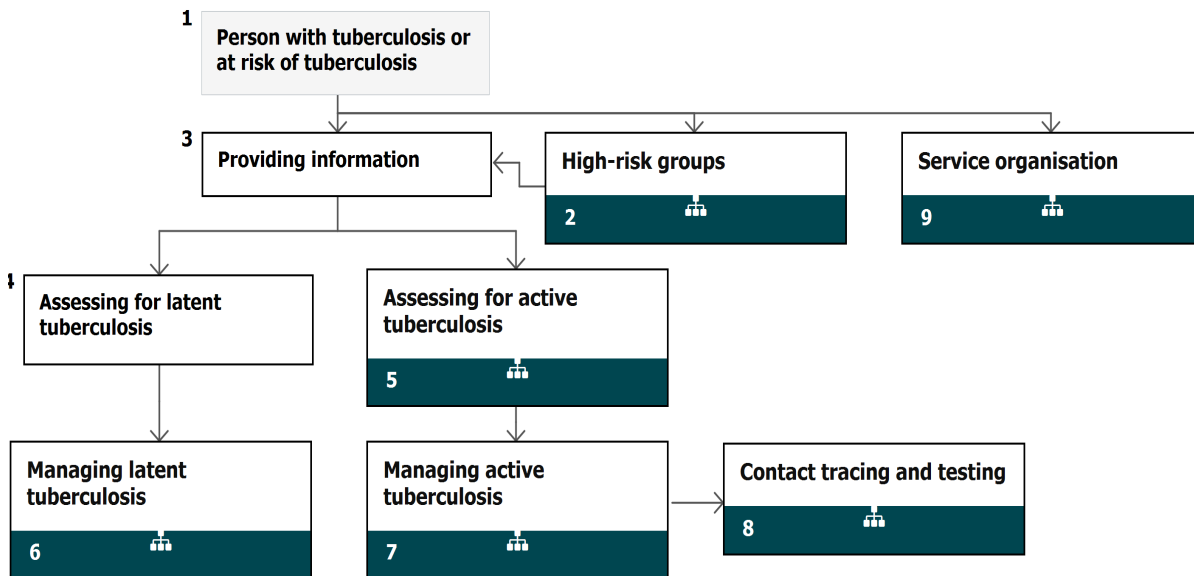 1
Person with tuberculosis or
at risk of tuberculosis
3
Providing information
High-risk groups
2
Service organisation
9
4
Assessing for latent
tuberculosis
Assessing for active
tuberculosis
5
Managing latent
tuberculosis
6
Managing active
tuberculosis
7
Contact tracing and testing
8